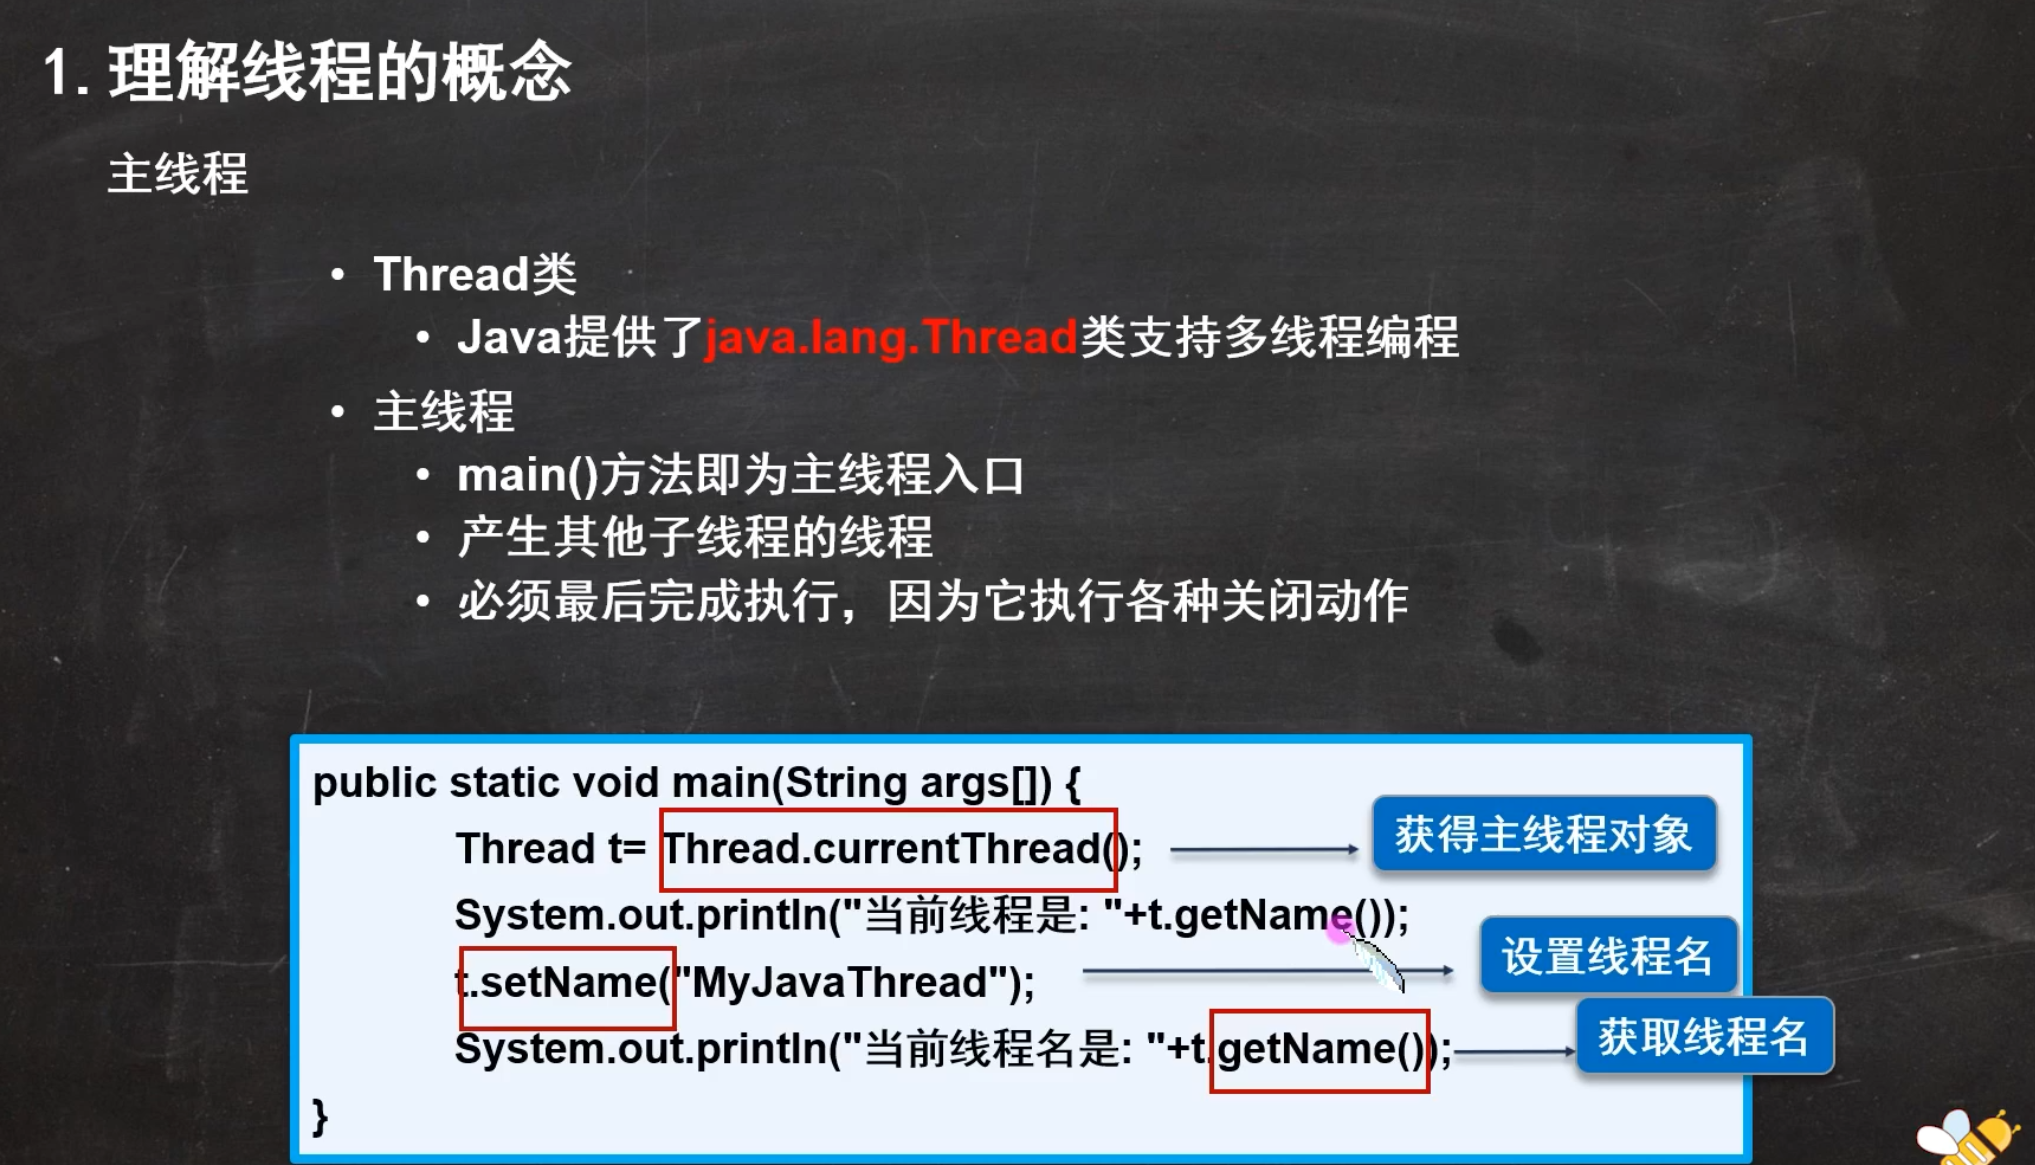 1. 理解线程的概念
主线程
• Thread类
• Java提供了java.lang.Thread类支持多线程编程
• 主线程
• main()方法即为主线程入口
• 产生其他子线程的线程
• 必须最后完成执行，因为它执行各种关闭动作
public static void main(String args[]) {
Thread t= Thread.currentThread();
获得主线程对象
System.out.println("当前线程是: "+t.getName());
t.setName("MyJavaThread");
设置线程名
System.out.println("当前线程名是: "+t.getName());
获取线程名
}